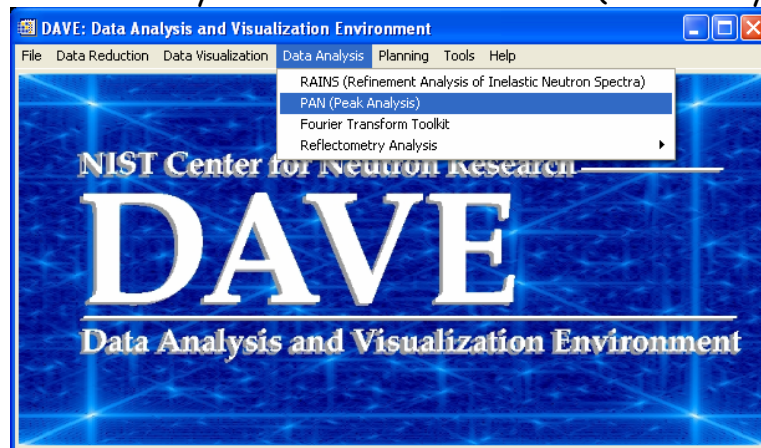 DAVE: Data Analysis and Visualization Environment
File Data Reduction Data Visualization Data Analysis Planning Tools Help
RAINS (Refinement Analysis of Inelastic Neutron Spectra)
PAN (Peak Analysis)
Fourier Transform Toolkit
Reflectometry Analysis
NIST Center for Neutron Research
DAVE
Data Analysis and Visualization Environment